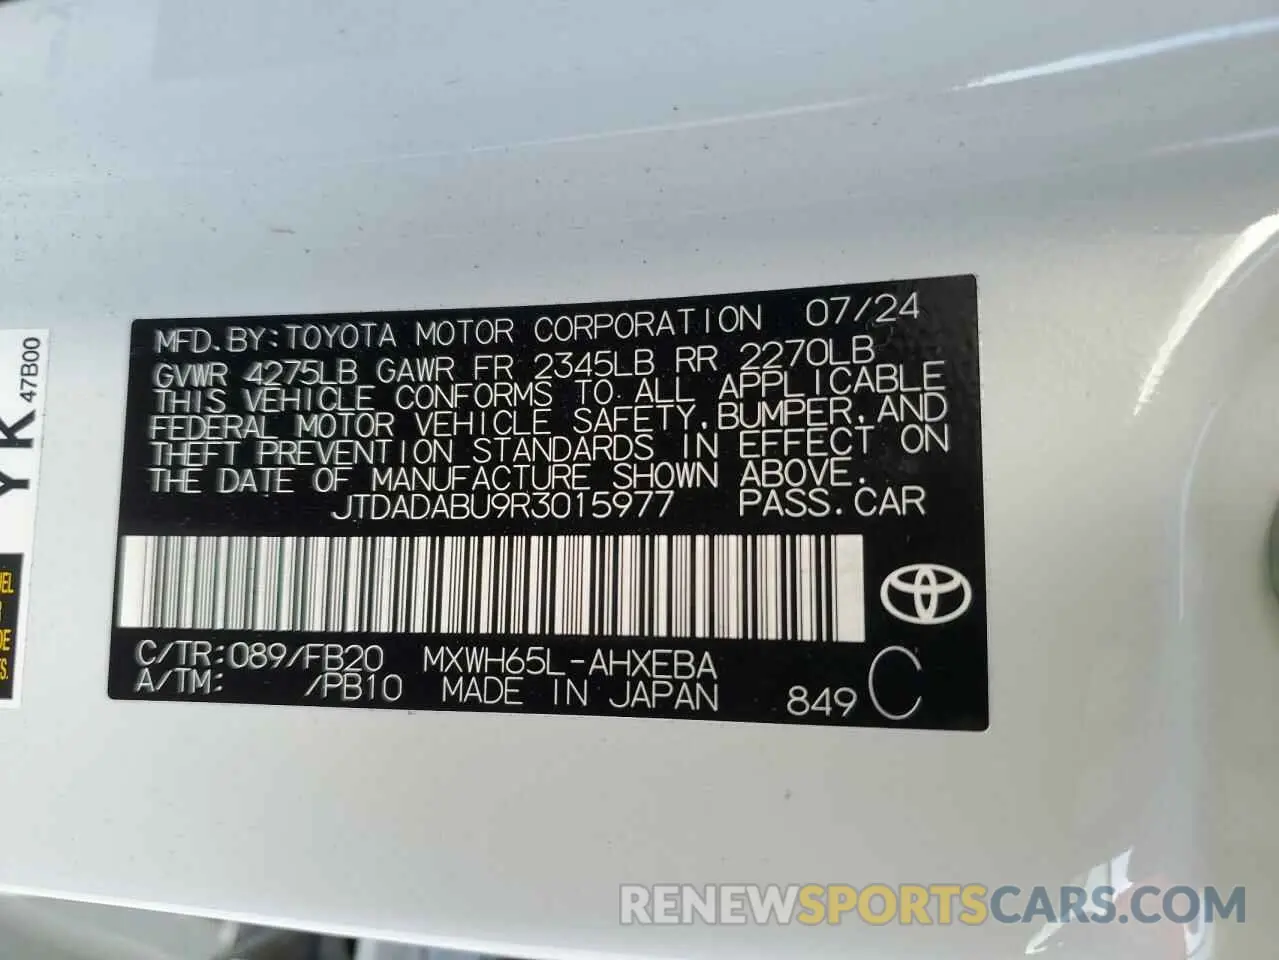 MFD. BY: TOYOTA MOTOR CORPORATION 07/24
GVWR 4275LB GAWR FR 2345LB RR 2270LB
THIS VEHICLE CONFORMS TO ALL APPLICABLE
FEDERAL MOTOR VEHICLE SAFETY, BUMPER, AND
THEFT PREVENTION STANDARDS IN EFFECT ON
THE DATE OF MANUFACTURE SHOWN ABOVE.
JTDADABU9R3015977 PASS. CAR
C/TR: 089/FB20 MXWH65L-AHXEBA
A/TM: /PB10 MADE IN JAPAN 849 C
YK
47B00
RENEWSPORTSCARS.COM